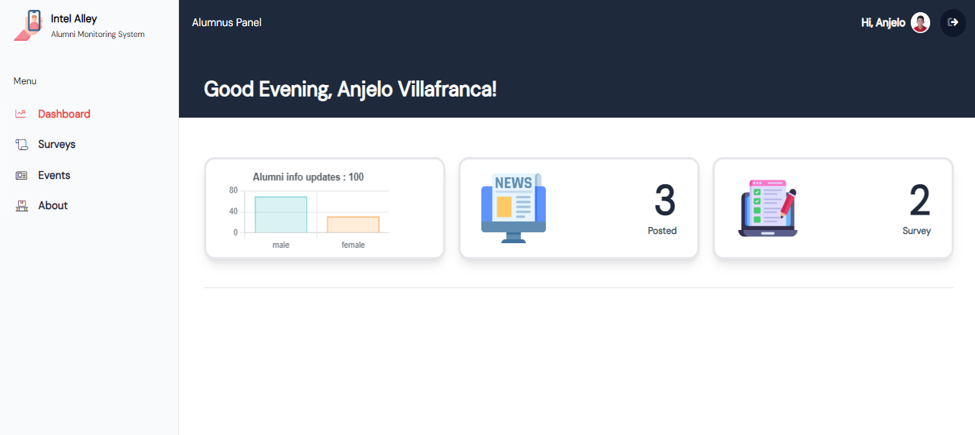 Intel Alley
Alumni Monitoring System
Menu
Dashboard
Surveys
Events
About
Alumnus Panel
Hi, Anjelo
Good Evening, Anjelo Villafranca!
Alumni info updates : 100
80
40
0
male
female
NEWS
3
Posted
2
Survey